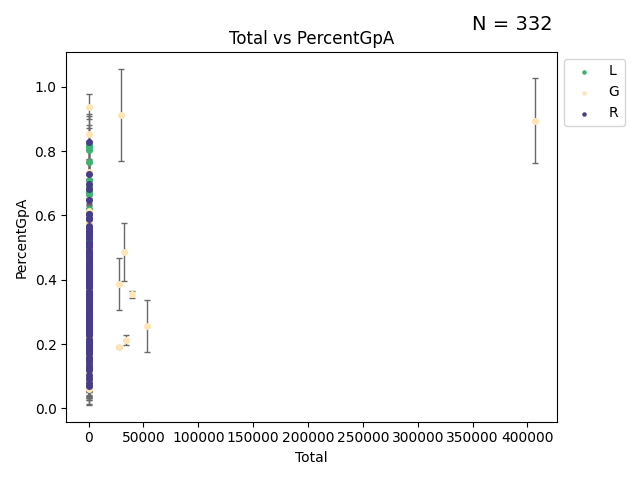 N = 332
Total vs PercentGpA
L
G
R
PercentGpA
1.0
0.8
0.6
0.4
0.2
0.0
0 50000 100000 150000 200000 250000 300000 350000 400000
Total